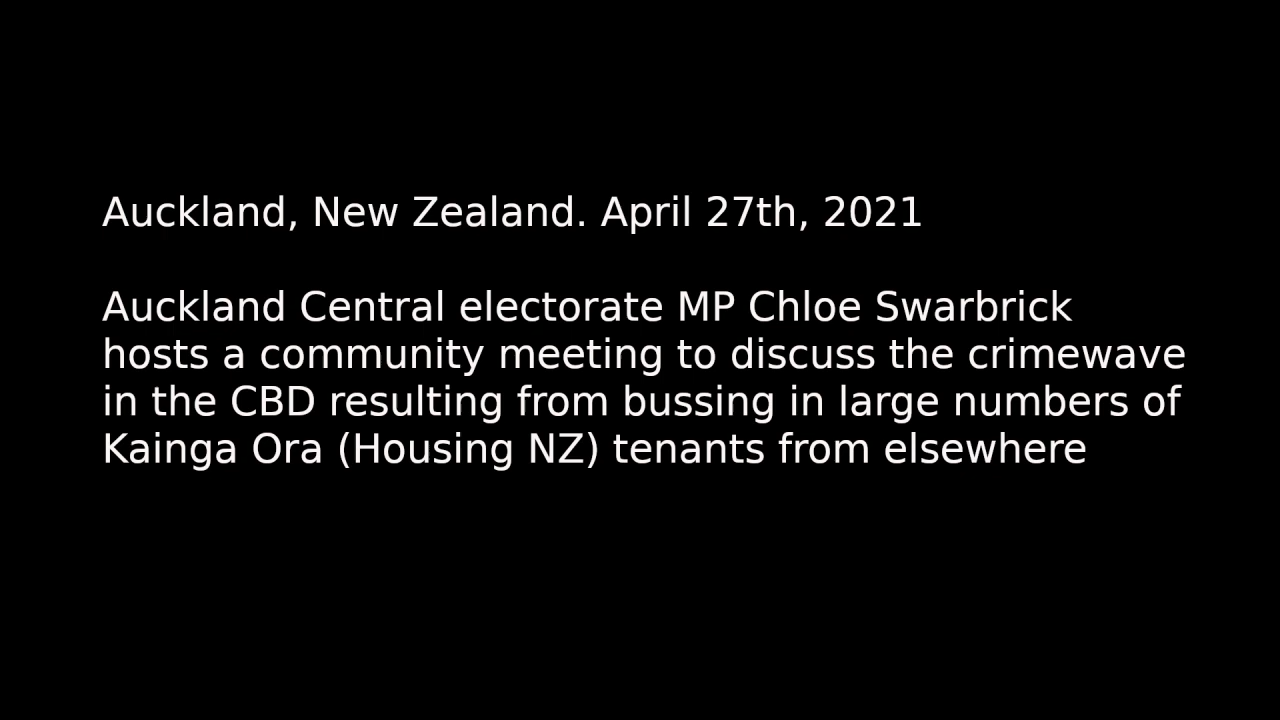 Auckland, New Zealand. April 27th, 2021
Auckland Central electorate MP Chloe Swarbrick
hosts a community meeting to discuss the crimewave
in the CBD resulting from bussing in large numbers of
Kainga Ora (Housing NZ) tenants from elsewhere